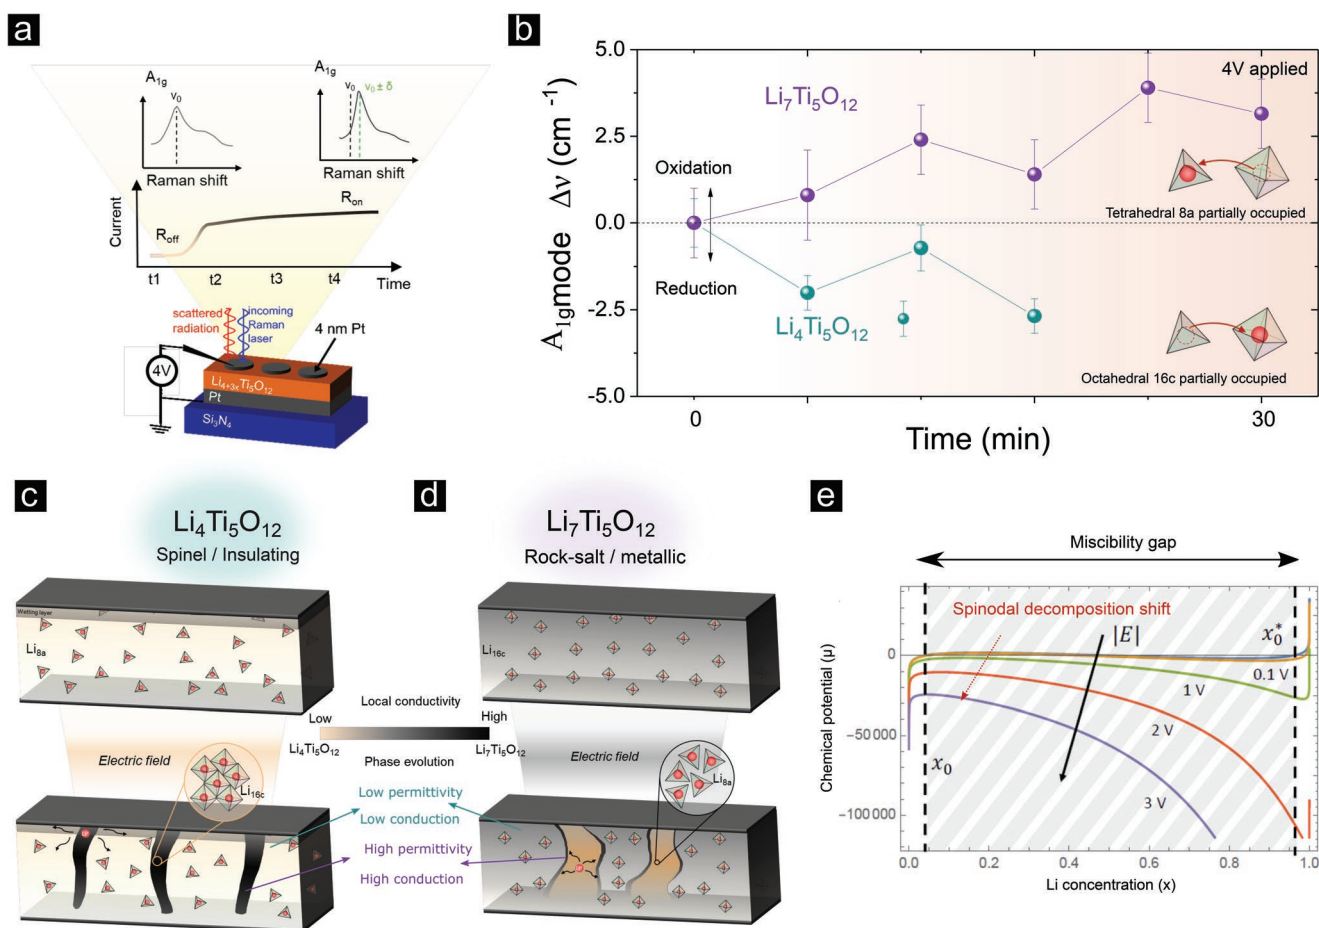 a
A1g
ν0
A1g
ν0 ± δ
Raman shift
Raman shift
Current
Roff
Ron
t1
t2
t3
t4
Time
scattered
radiation
incoming
Raman
laser
4 nm Pt
4V
Li4+3xTi5O12
Pt
Si3N4
b
A1gmode Δν (cm -1)
5.0
2.5
0.0
-2.5
-5.0
4V applied
Li7Ti5O12
Oxidation
Reduction
Tetrahedral 8a partially occupied
Li4Ti5O12
Octahedral 16c partially occupied
0
30
Time (min)
c
Li4Ti5O12
Spinel / Insulating
Wetting layer
Li8a
Electric field
Li16c
d
Li7Ti5O12
Rock-salt / metallic
Li16c
Local conductivity
Low
High
Li4Ti5O12
Li7Ti5O12
Phase evolution
Electric field
Li8a
Low permittivity
Low conduction
High permittivity
High conduction
e
Miscibility gap
Spinodal decomposition shift
|E|
x0*
0.1 V
1 V
2 V
3 V
x0
Chemical potential (μ)
0
−50 000
−100 000
0.0
0.2
0.4
0.6
0.8
1.0
Li concentration (x)